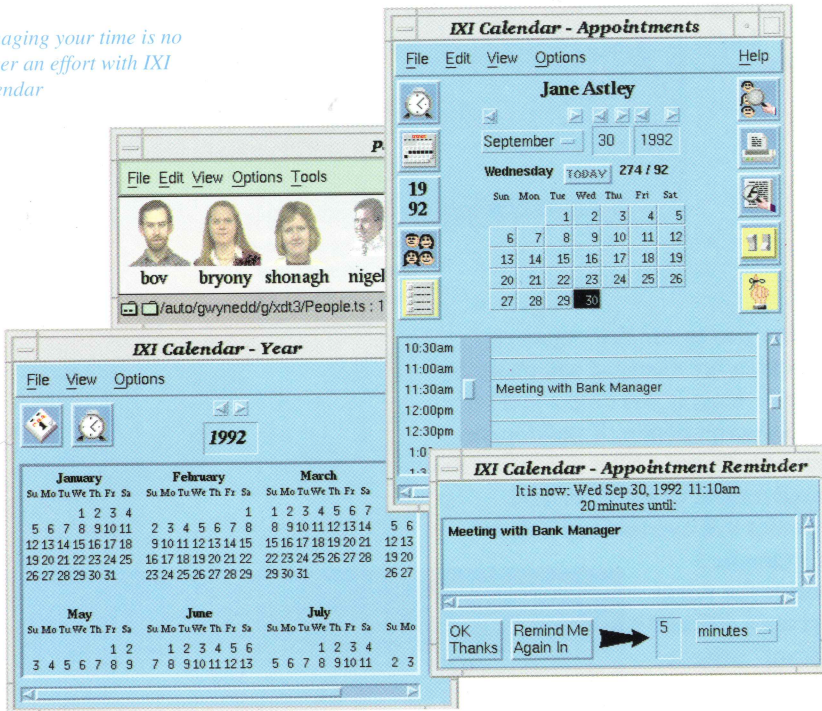 aging your time is no
er an effort with IXI
endar
IXI Calendar - Appointments
File Edit View Options Help
Jane Astley
September 30 1992
Wednesday TODAY 274 / 92
Sun Mon Tue Wed Thu Fri Sat
1 2 3 4 5
6 7 8 9 10 11 12
13 14 15 16 17 18 19
20 21 22 23 24 25 26
27 28 29 30
19
92
11
10:30am
11:00am
11:30am Meeting with Bank Manager
12:00pm
12:30pm
P
File Edit View Options Tools
bov bryony shonagh nigel
/auto/gwynedd/g/xdt3/People.ts : 1
IXI Calendar - Year
File View Options
1992
January February March
Su Mo Tu We Th Fr Sa Su Mo Tu We Th Fr Sa Su Mo Tu We Th Fr Sa
1 2 3 4 1 1 2 3 4 5 6 7
5 6 7 8 9 10 11 2 3 4 5 6 7 8 8 9 10 11 12 13 14 5 6
12 13 14 15 16 17 18 9 10 11 12 13 14 15 15 16 17 18 19 20 21 12 13
19 20 21 22 23 24 25 16 17 18 19 20 21 22 22 23 24 25 26 27 28 19 20
26 27 28 29 30 31 23 24 25 26 27 28 29 29 30 31 26 27
May June July
Su Mo Tu We Th Fr Sa Su Mo Tu We Th Fr Sa Su Mo Tu We Th Fr Sa Su Mo
1 2 1 2 3 4 5 6 1 2 3 4
3 4 5 6 7 8 9 7 8 9 10 11 12 13 5 6 7 8 9 10 11 2 3
IXI Calendar - Appointment Reminder
It is now: Wed Sep 30, 1992 11:10am
20 minutes until:
Meeting with Bank Manager
OK
Thanks
Remind Me
Again In
5 minutes